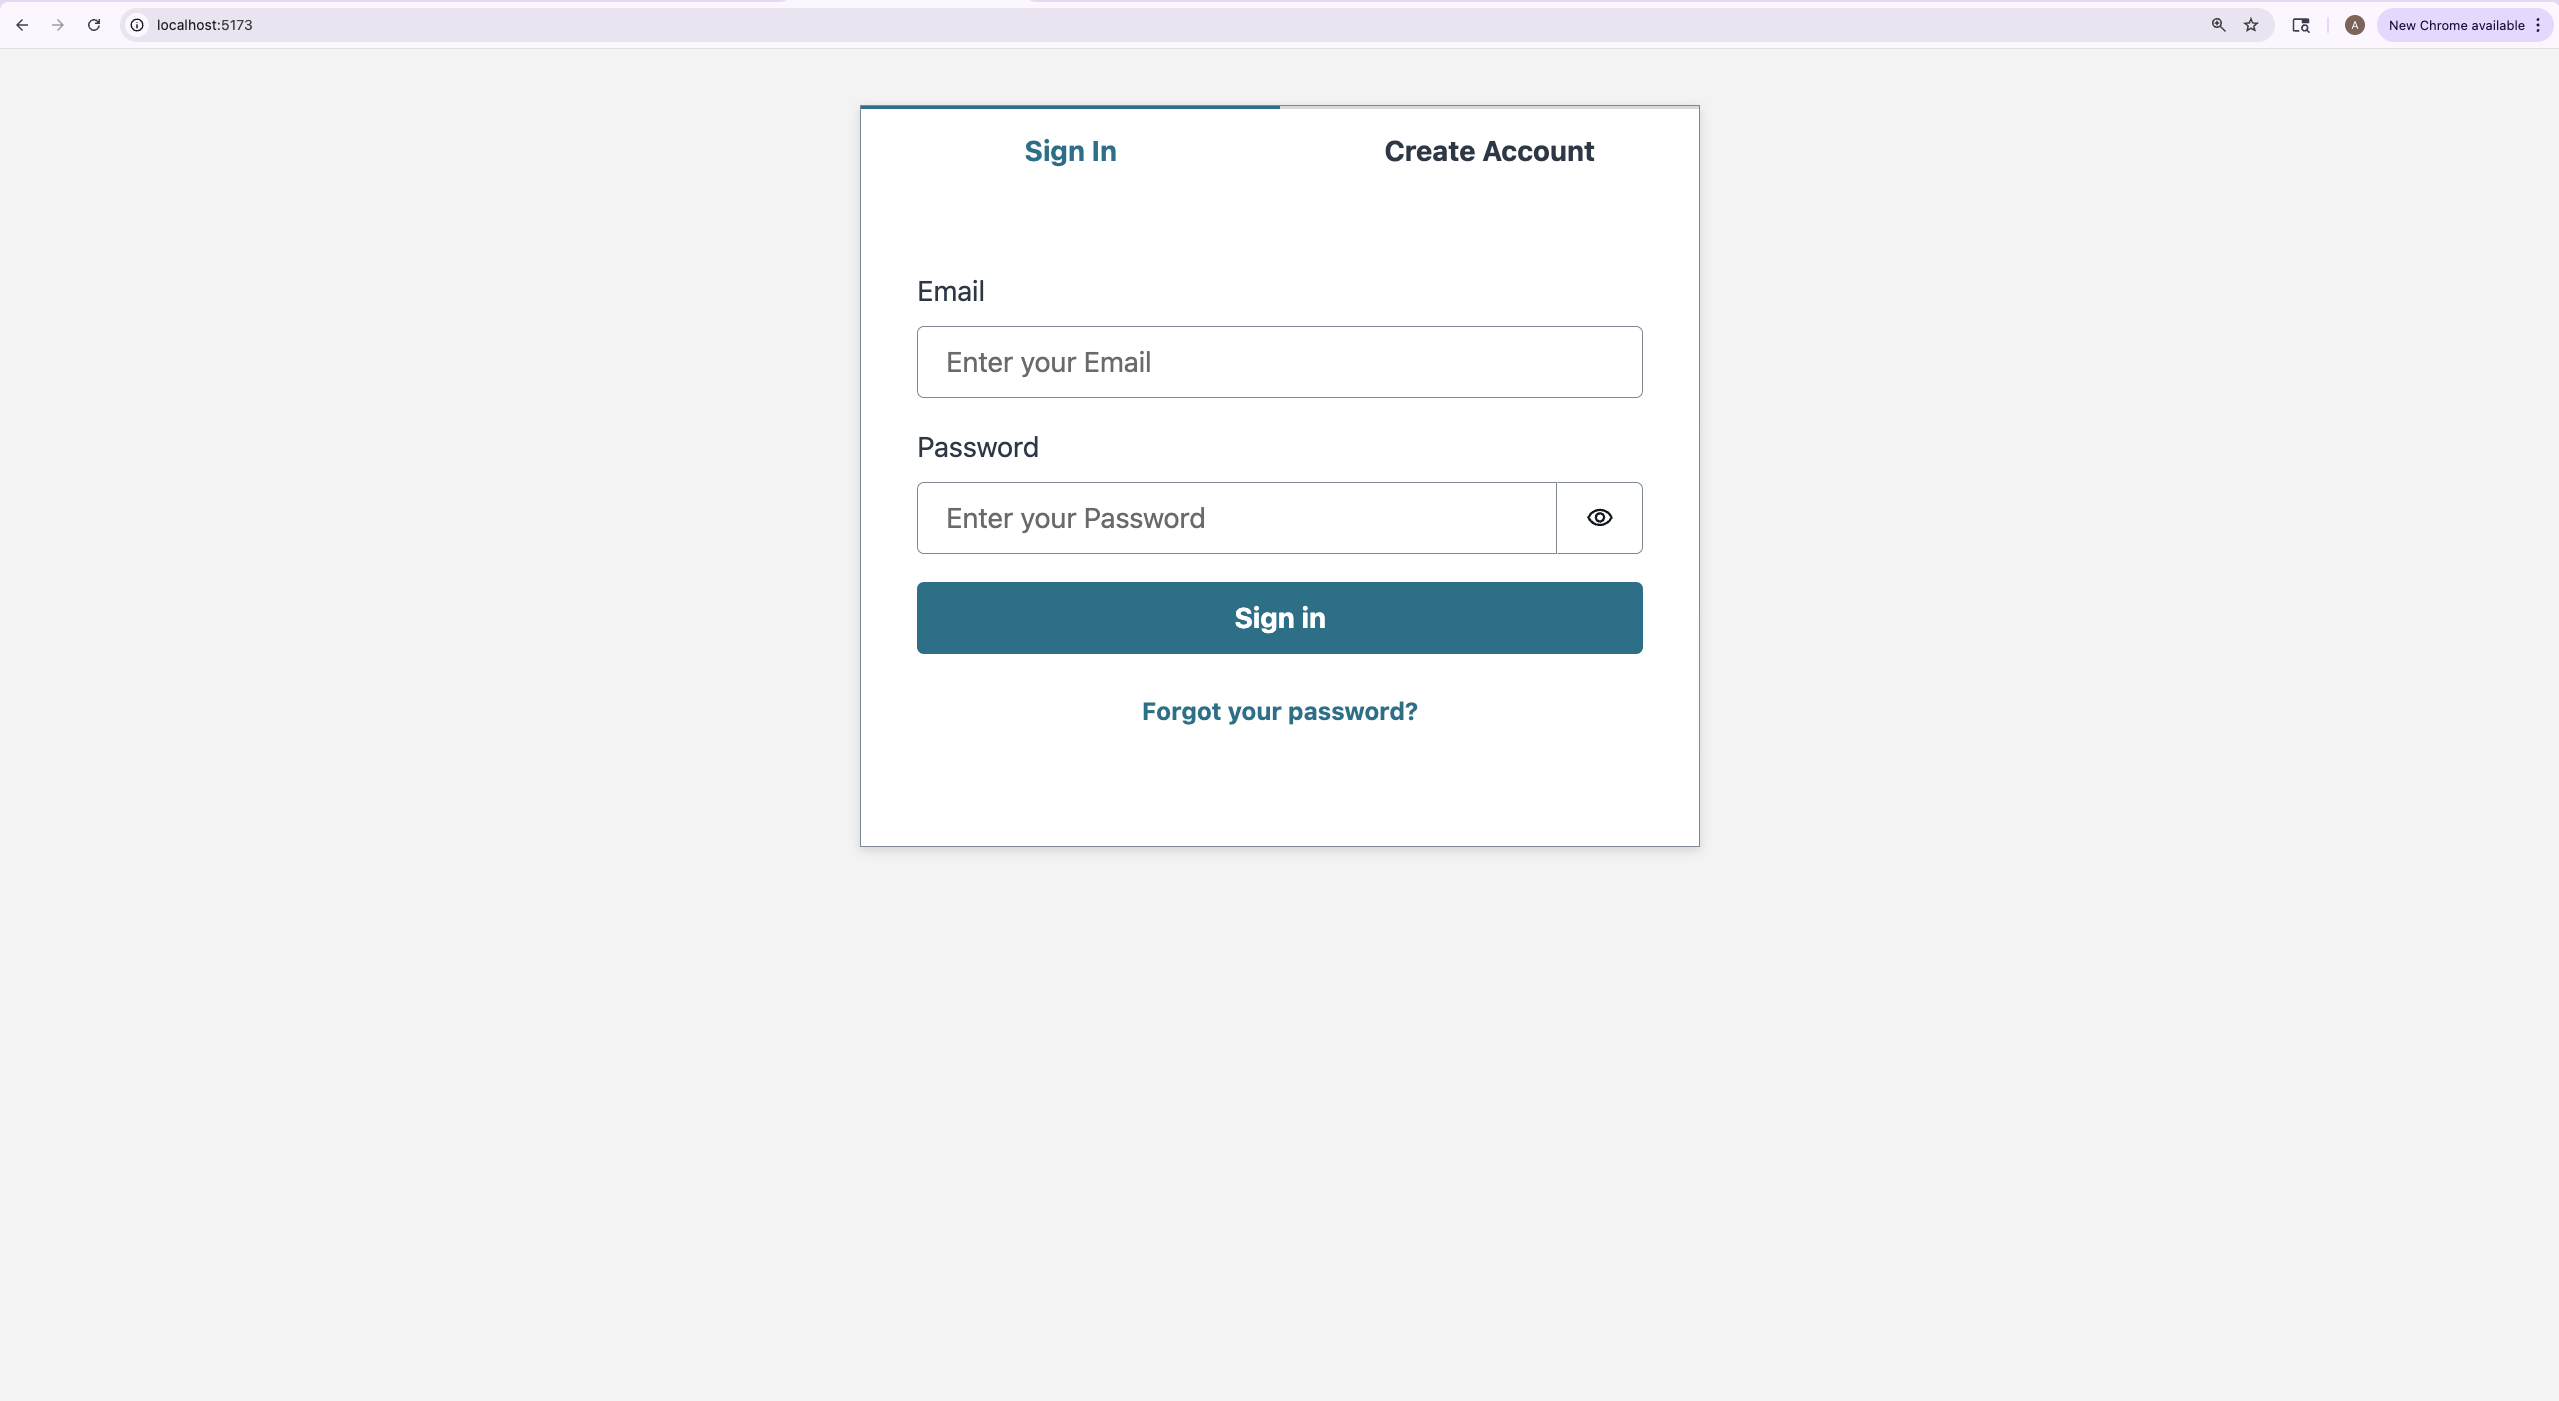 localhost:5173
A
New Chrome available
Sign In
Create Account
Email
Enter your Email
Password
Enter your Password
Sign in
Forgot your password?